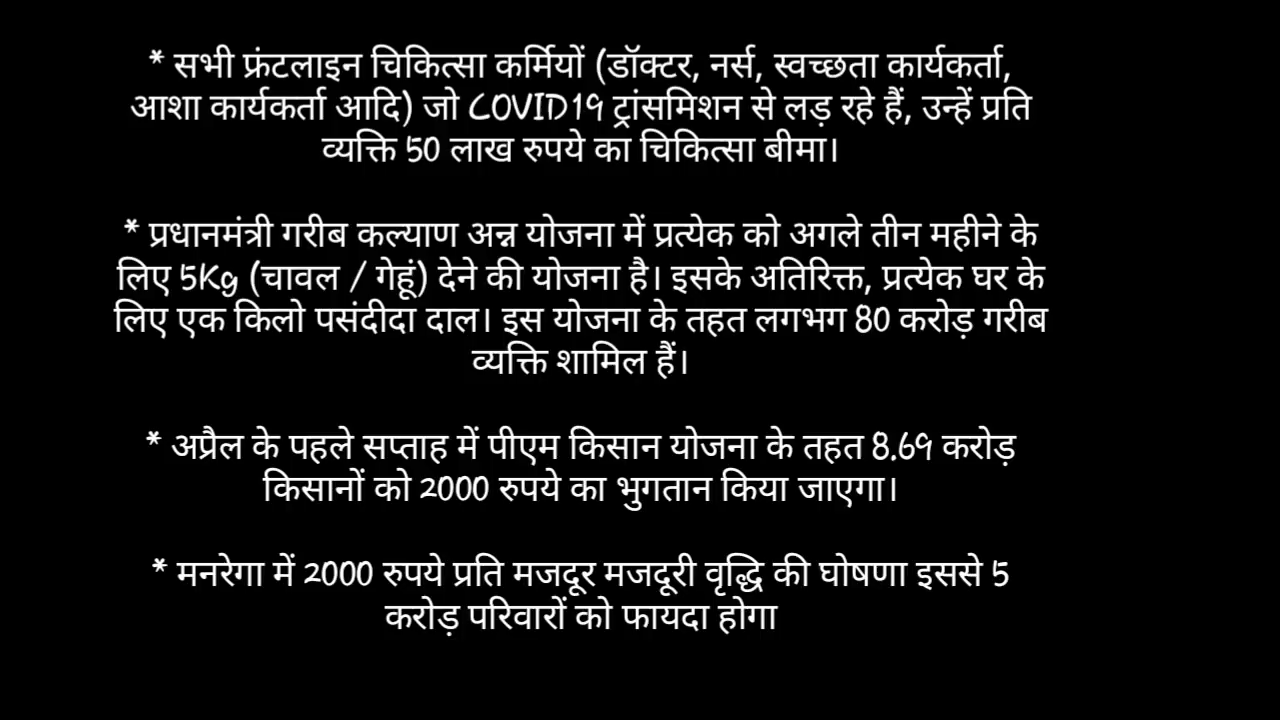 * सभी फ्रंटलाइन चिकित्सा कर्मियों (डॉक्टर, नर्स, स्वच्छता कार्यकर्ता,
आशा कार्यकर्ता आदि) जो COVID19 ट्रांसमिशन से लड़ रहे हैं, उन्हें प्रति
व्यक्ति 50 लाख रुपये का चिकित्सा बीमा।
* प्रधानमंत्री गरीब कल्याण अन्न योजना में प्रत्येक को अगले तीन महीने के
लिए 5Kg (चावल / गेहूं) देने की योजना है। इसके अतिरिक्त, प्रत्येक घर के
लिए एक किलो पसंदीदा दाल। इस योजना के तहत लगभग 80 करोड़ गरीब
व्यक्ति शामिल हैं।
* अप्रैल के पहले सप्ताह में पीएम किसान योजना के तहत 8.69 करोड़
किसानों को 2000 रुपये का भुगतान किया जाएगा।
* मनरेगा में 2000 रुपये प्रति मजदूर मजदूरी वृद्धि की घोषणा इससे 5
करोड़ परिवारों को फायदा होगा